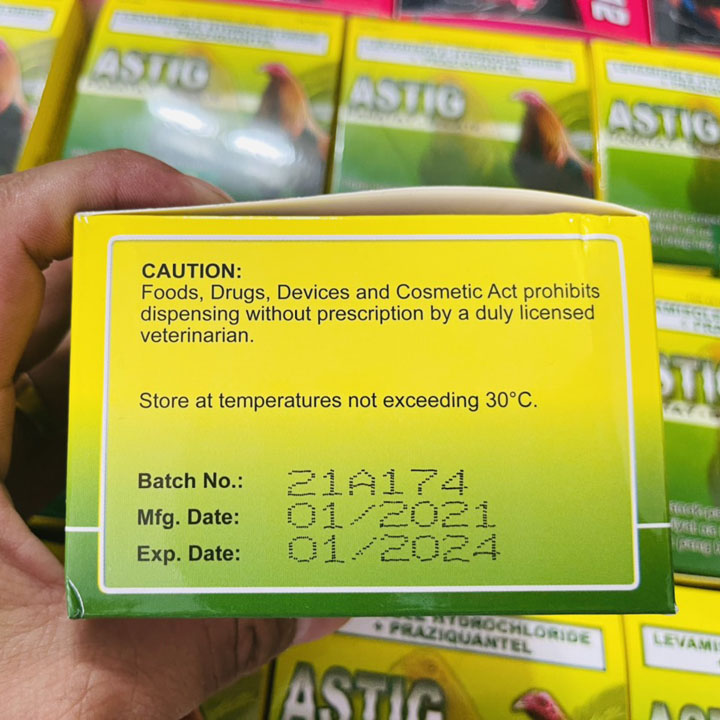 ASTIG
ASTIG
ASTIG
CAUTION:
Foods, Drugs, Devices and Cosmetic Act prohibits
dispensing without prescription by a duly licensed
veterinarian.
Store at temperatures not exceeding 30°C.
Batch No.: 21A174
Mfg. Date: 01/2021
Exp. Date: 01/2024
HYDROCHLORIDE
+ PRAZIQUANTEL
ASTIG